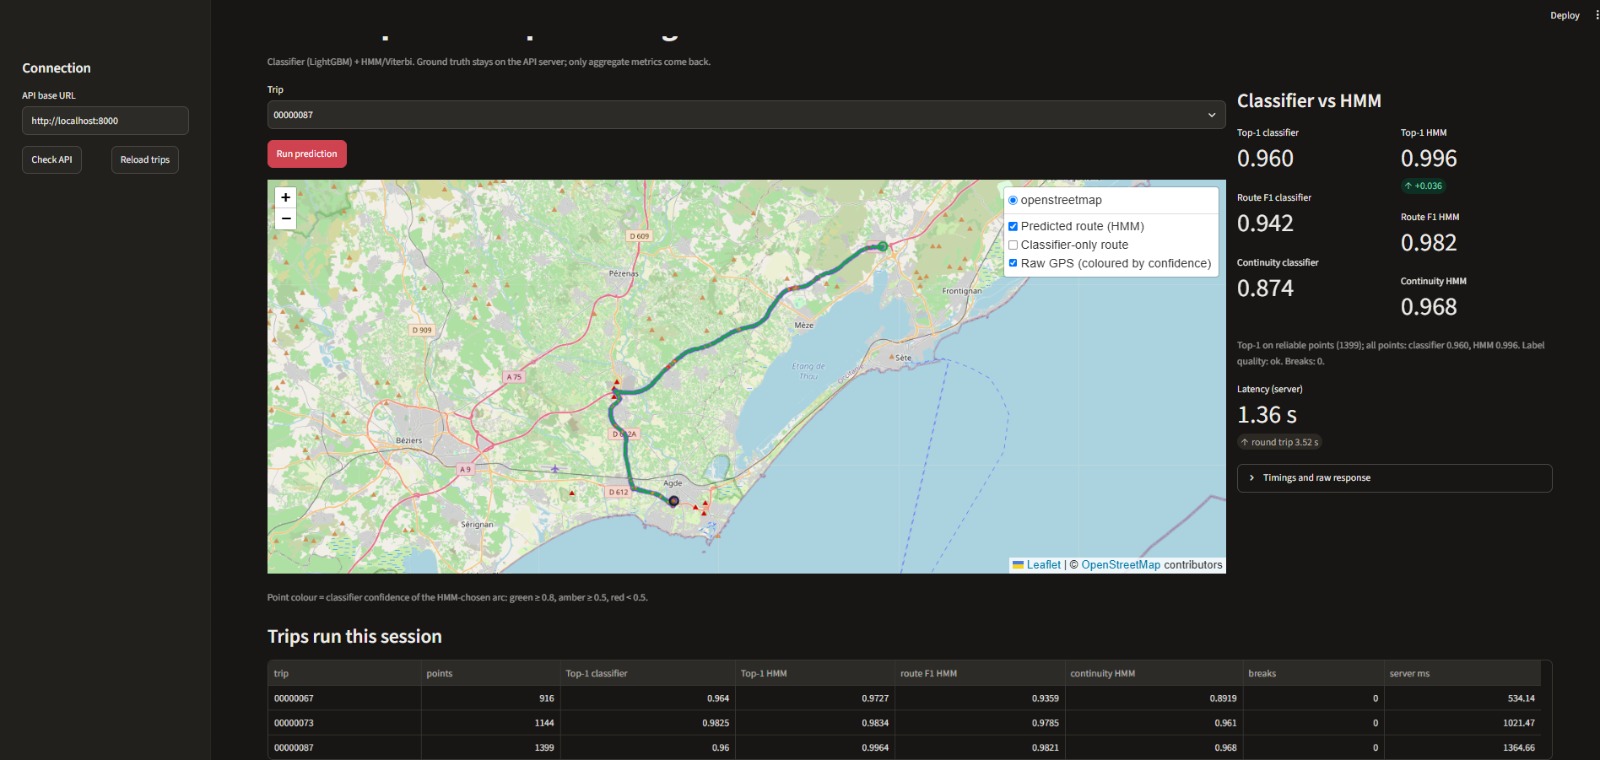 Deploy
Connection
API base URL
http://localhost:8000
Check API
Reload trips
Classifier (LightGBM) + HMM/Viterbi. Ground truth stays on the API server; only aggregate metrics come back.
Trip
00000087
Run prediction
+
−
openstreetmap
Predicted route (HMM)
Classifier-only route
Raw GPS (coloured by confidence)
D 609
Pézenas
Frontignan
Mèze
D 909
Sète
Étang de
Thau
Occitanie
A 75
D 612A
Béziers
A 9
Agde
D 612
Sérignan
Leaflet | © OpenStreetMap contributors
Point colour = classifier confidence of the HMM-chosen arc: green ≥ 0.8, amber ≥ 0.5, red < 0.5.
Classifier vs HMM
Top-1 classifier
0.960
Top-1 HMM
0.996
↑ +0.036
Route F1 classifier
0.942
Route F1 HMM
0.982
Continuity classifier
0.874
Continuity HMM
0.968
Top-1 on reliable points (1399); all points: classifier 0.960, HMM 0.996. Label
quality: ok. Breaks: 0.
Latency (server)
1.36 s
↑ round trip 3.52 s
Timings and raw response
Trips run this session
trip points Top-1 classifier Top-1 HMM route F1 HMM continuity HMM breaks server ms
00000067 916 0.964 0.9727 0.9359 0.8919 0 534.14
00000073 1144 0.9825 0.9834 0.9785 0.961 0 1021.47
00000087 1399 0.96 0.9964 0.9821 0.968 0 1364.66